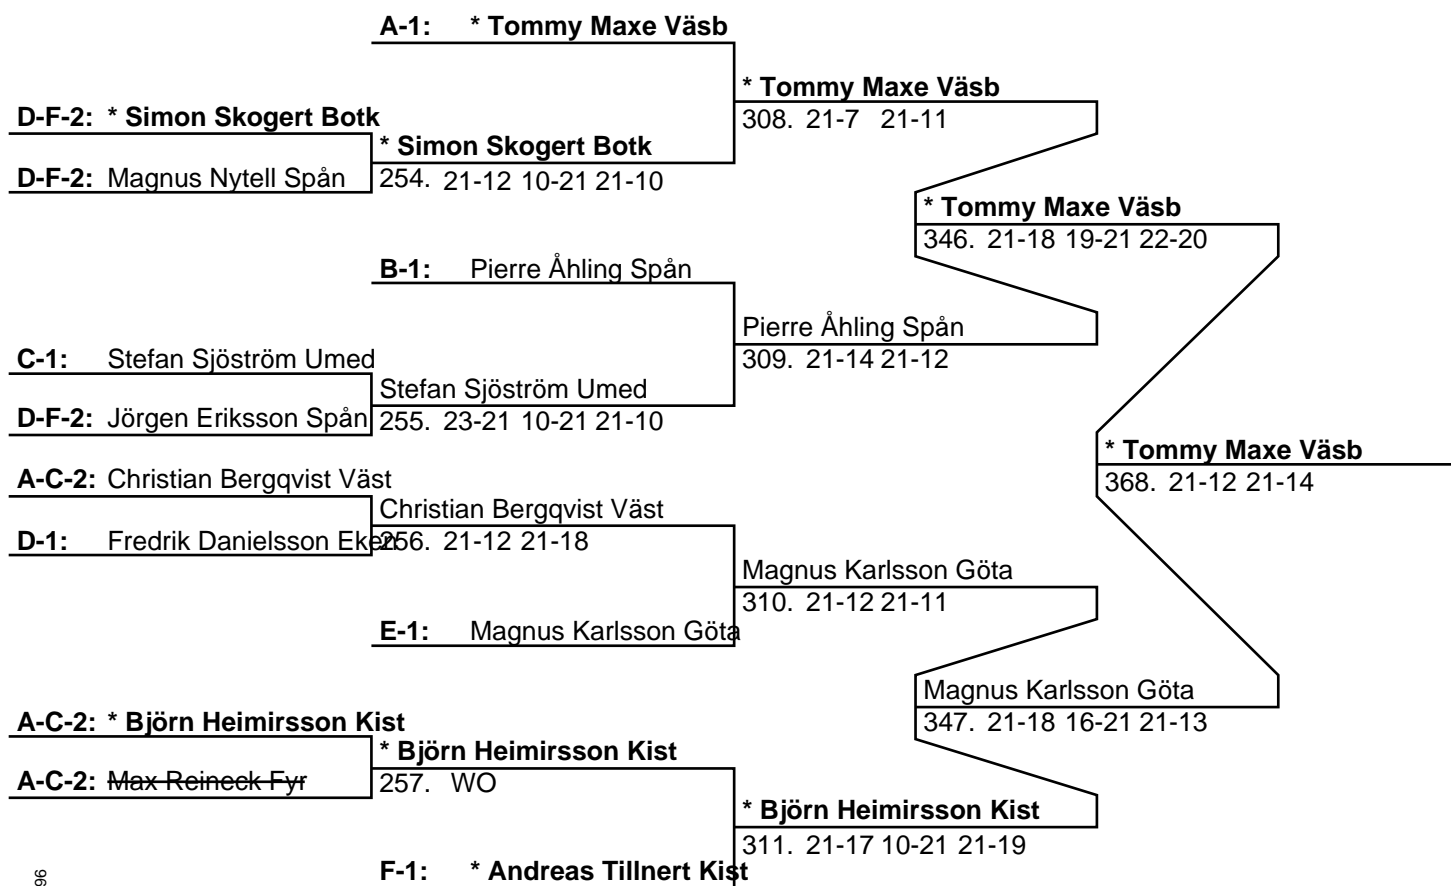 A-1: * Tommy Maxe Väsb
* Tommy Maxe Väsb
308. 21-7 21-11
D-F-2: * Simon Skogert Botk
* Simon Skogert Botk
D-F-2: Magnus Nytell Spån
254. 21-12 10-21 21-10
* Tommy Maxe Väsb
346. 21-18 19-21 22-20
B-1: Pierre Åhling Spån
Pierre Åhling Spån
309. 21-14 21-12
C-1: Stefan Sjöström Umed
Stefan Sjöström Umed
D-F-2: Jörgen Eriksson Spån
255. 23-21 10-21 21-10
* Tommy Maxe Väsb
368. 21-12 21-14
A-C-2: Christian Bergqvist Väst
Christian Bergqvist Väst
D-1: Fredrik Danielsson Eken
256. 21-12 21-18
Magnus Karlsson Göta
310. 21-12 21-11
E-1: Magnus Karlsson Göta
Magnus Karlsson Göta
347. 21-18 16-21 21-13
A-C-2: * Björn Heimirsson Kist
* Björn Heimirsson Kist
A-C-2: Max Reineck Fyr
257. WO
* Björn Heimirsson Kist
311. 21-17 10-21 21-19
F-1: * Andreas Tillnert Kist
96